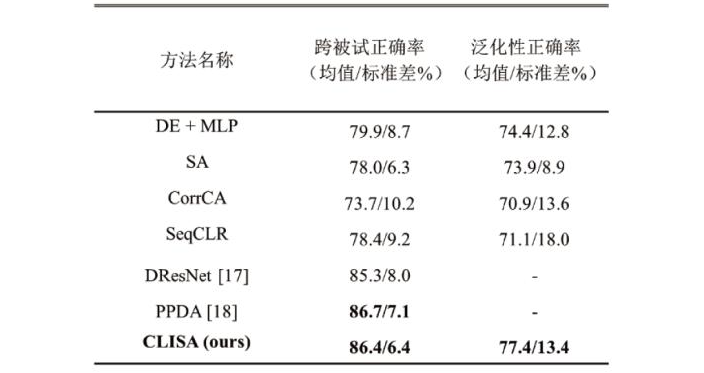 方法名称 跨被试正确率 泛化性正确率
（均值/标准差%） （均值/标准差%）
DE + MLP 79.9/8.7 74.4/12.8
SA 78.0/6.3 73.9/8.9
CorrCA 73.7/10.2 70.9/13.6
SeqCLR 78.4/9.2 71.1/18.0
DResNet [17] 85.3/8.0 -
PPDA [18] 86.7/7.1 -
CLISA (ours) 86.4/6.4 77.4/13.4